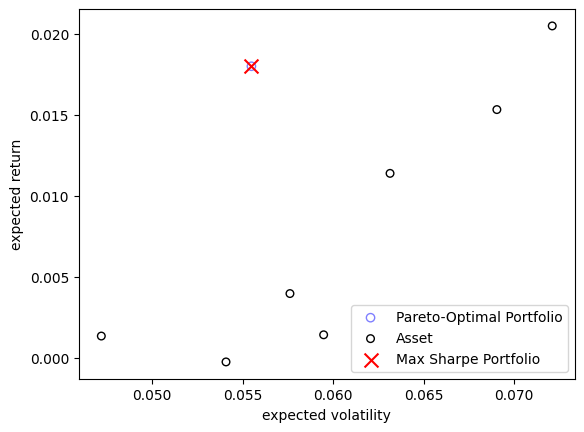 0.020
0.015
0.010
0.005
0.000
expected return
Pareto-Optimal Portfolio
Asset
Max Sharpe Portfolio
0.050
0.055
0.060
0.065
0.070
expected volatility